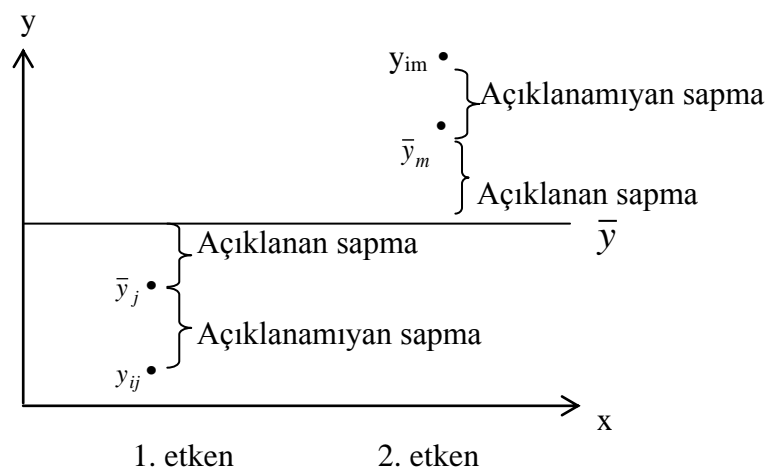 y
y_im
Açıklanamıyan sapma
ȳ_m
Açıklanan sapma
ȳ
Açıklanan sapma
ȳ_j
Açıklanamıyan sapma
y_ij
x
1. etken 2. etken